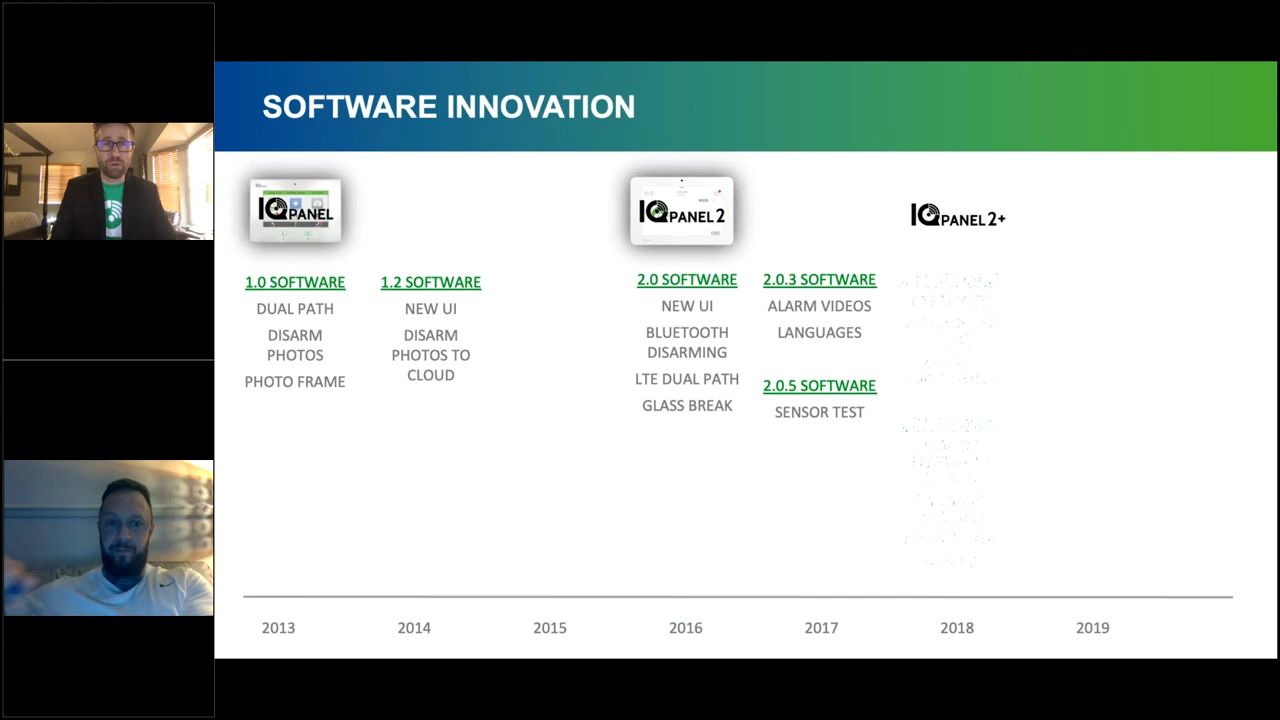 SOFTWARE INNOVATION
IQ PANEL
1.0 SOFTWARE
DUAL PATH
DISARM
PHOTOS
PHOTO FRAME
1.2 SOFTWARE
NEW UI
DISARM
PHOTOS TO
CLOUD
IQ PANEL 2
2.0 SOFTWARE
NEW UI
BLUETOOTH
DISARMING
LTE DUAL PATH
GLASS BREAK
2.0.3 SOFTWARE
ALARM VIDEOS
LANGUAGES
2.0.5 SOFTWARE
SENSOR TEST
IQ PANEL 2+
2013
2014
2015
2016
2017
2018
2019